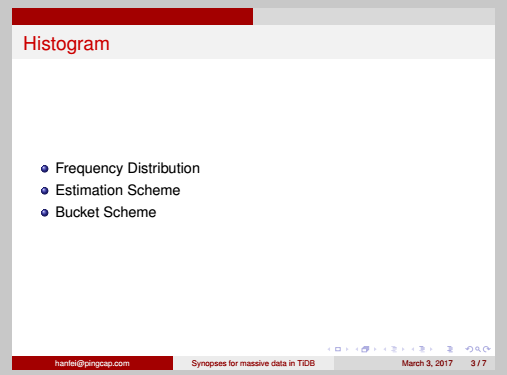 Histogram
Frequency Distribution
Estimation Scheme
Bucket Scheme
hanfei@pingcap.com Synopses for massive data in TiDB March 3, 2017 3 / 7